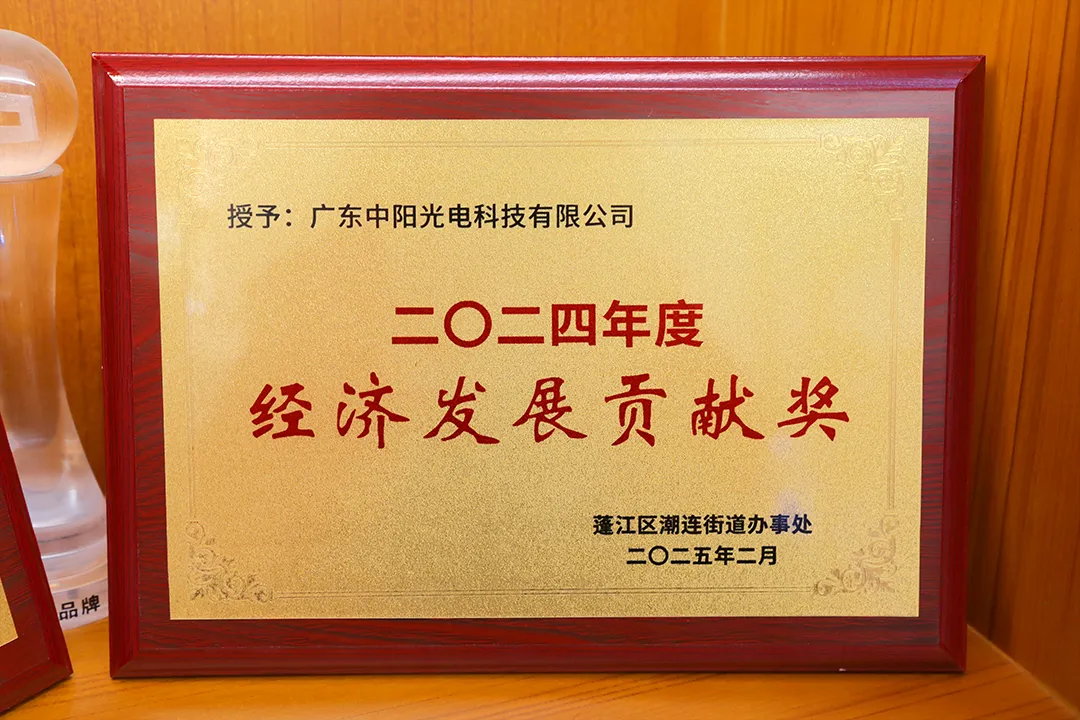 授予：广东中阳光电科技有限公司
二〇二四年度
经济发展贡献奖
蓬江区潮连街道办事处
二〇二五年二月
品牌